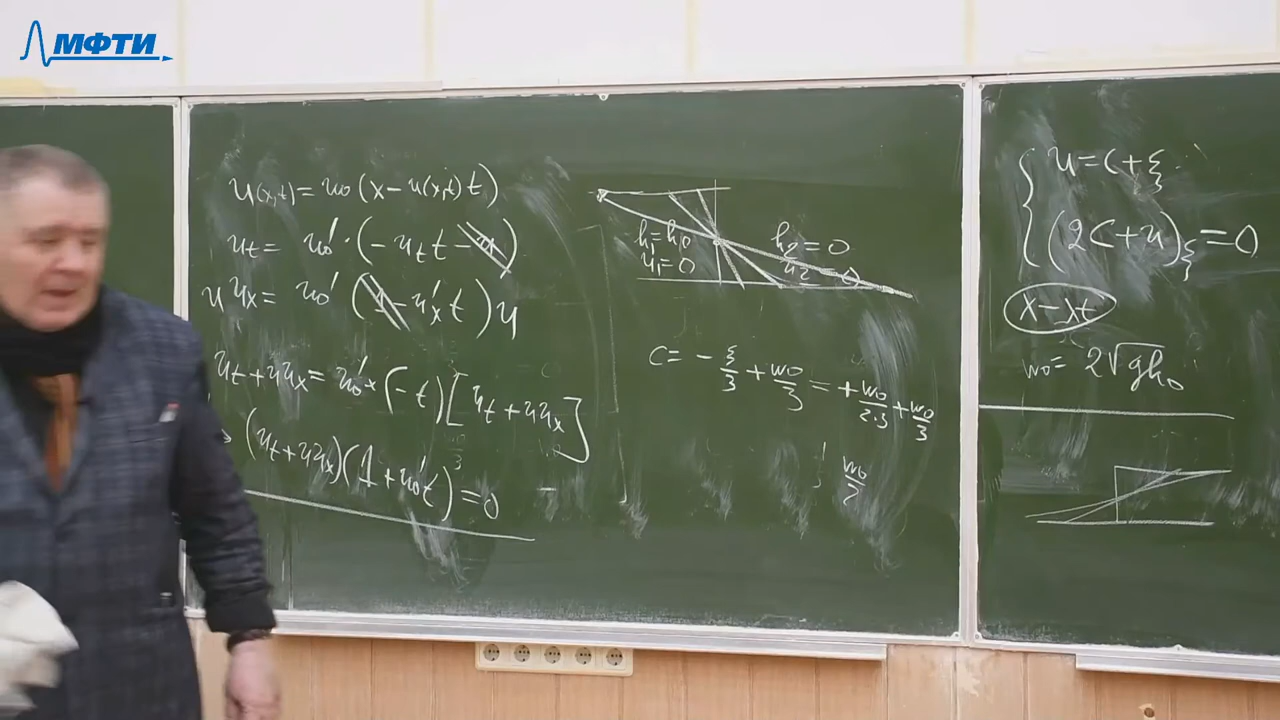 МФТИ
u(x,t) = u₀(x − u(x,t) t)
u_t = u₀' · (− u_t t − u)
u u_x = u₀' (1 − u'_x t) u
u_t + u u_x = u₀' × (− t) [u_t + u u_x]
(u_t + u u_x)(1 + u₀' t) = 0
h₁ = h₀
u₁ = 0
h₂ = 0
u₂ = 0
c = − ξ/3 + w₀/3 = + w₀/2·3 + w₀/3
w₀/2
u = c + ξ
(2c + u)_ξ = 0
x − λt
w₀ = 2√gh₀